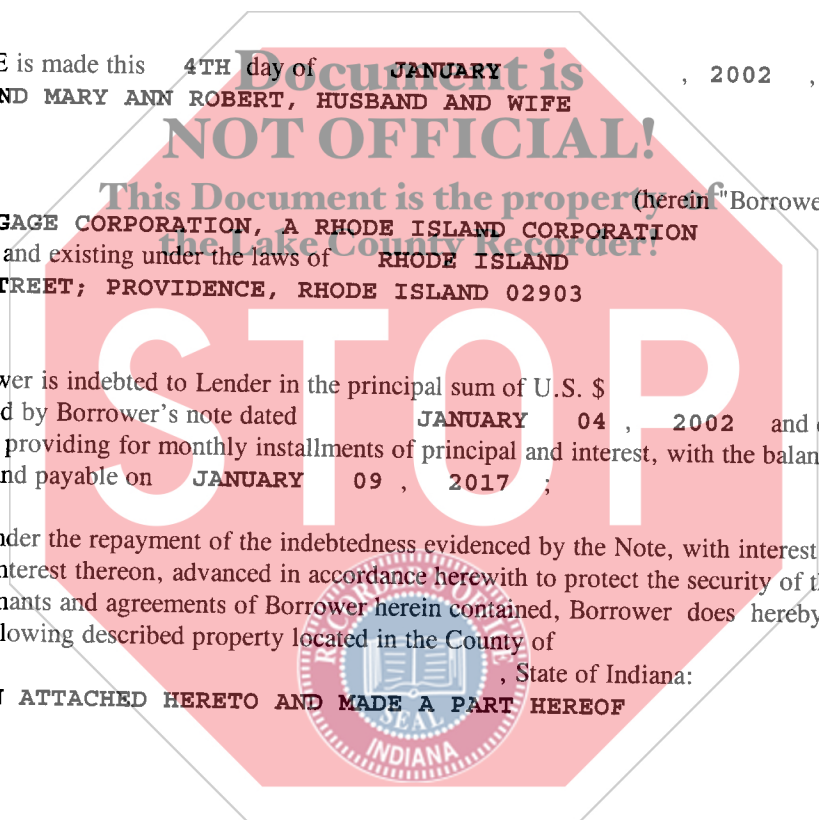 E is made this 4TH day of JANUARY , 2002 ,
Document is
ND MARY ANN ROBERT, HUSBAND AND WIFE
NOT OFFICIAL!
This Document is the property of
(herein "Borrowe
GAGE CORPORATION, A RHODE ISLAND CORPORATION
the Lake County Recorder!
and existing under the laws of RHODE ISLAND
TREET; PROVIDENCE, RHODE ISLAND 02903
STOP
wer is indebted to Lender in the principal sum of U.S. $
d by Borrower's note dated JANUARY 04 , 2002 and
providing for monthly installments of principal and interest, with the balan
nd payable on JANUARY 09 , 2017 ;
nder the repayment of the indebtedness evidenced by the Note, with interest
nterest thereon, advanced in accordance herewith to protect the security of t
nants and agreements of Borrower herein contained, Borrower does hereby
lowing described property located in the County of
, State of Indiana:
ATTACHED HERETO AND MADE A PART HEREOF
SEAL
INDIANA